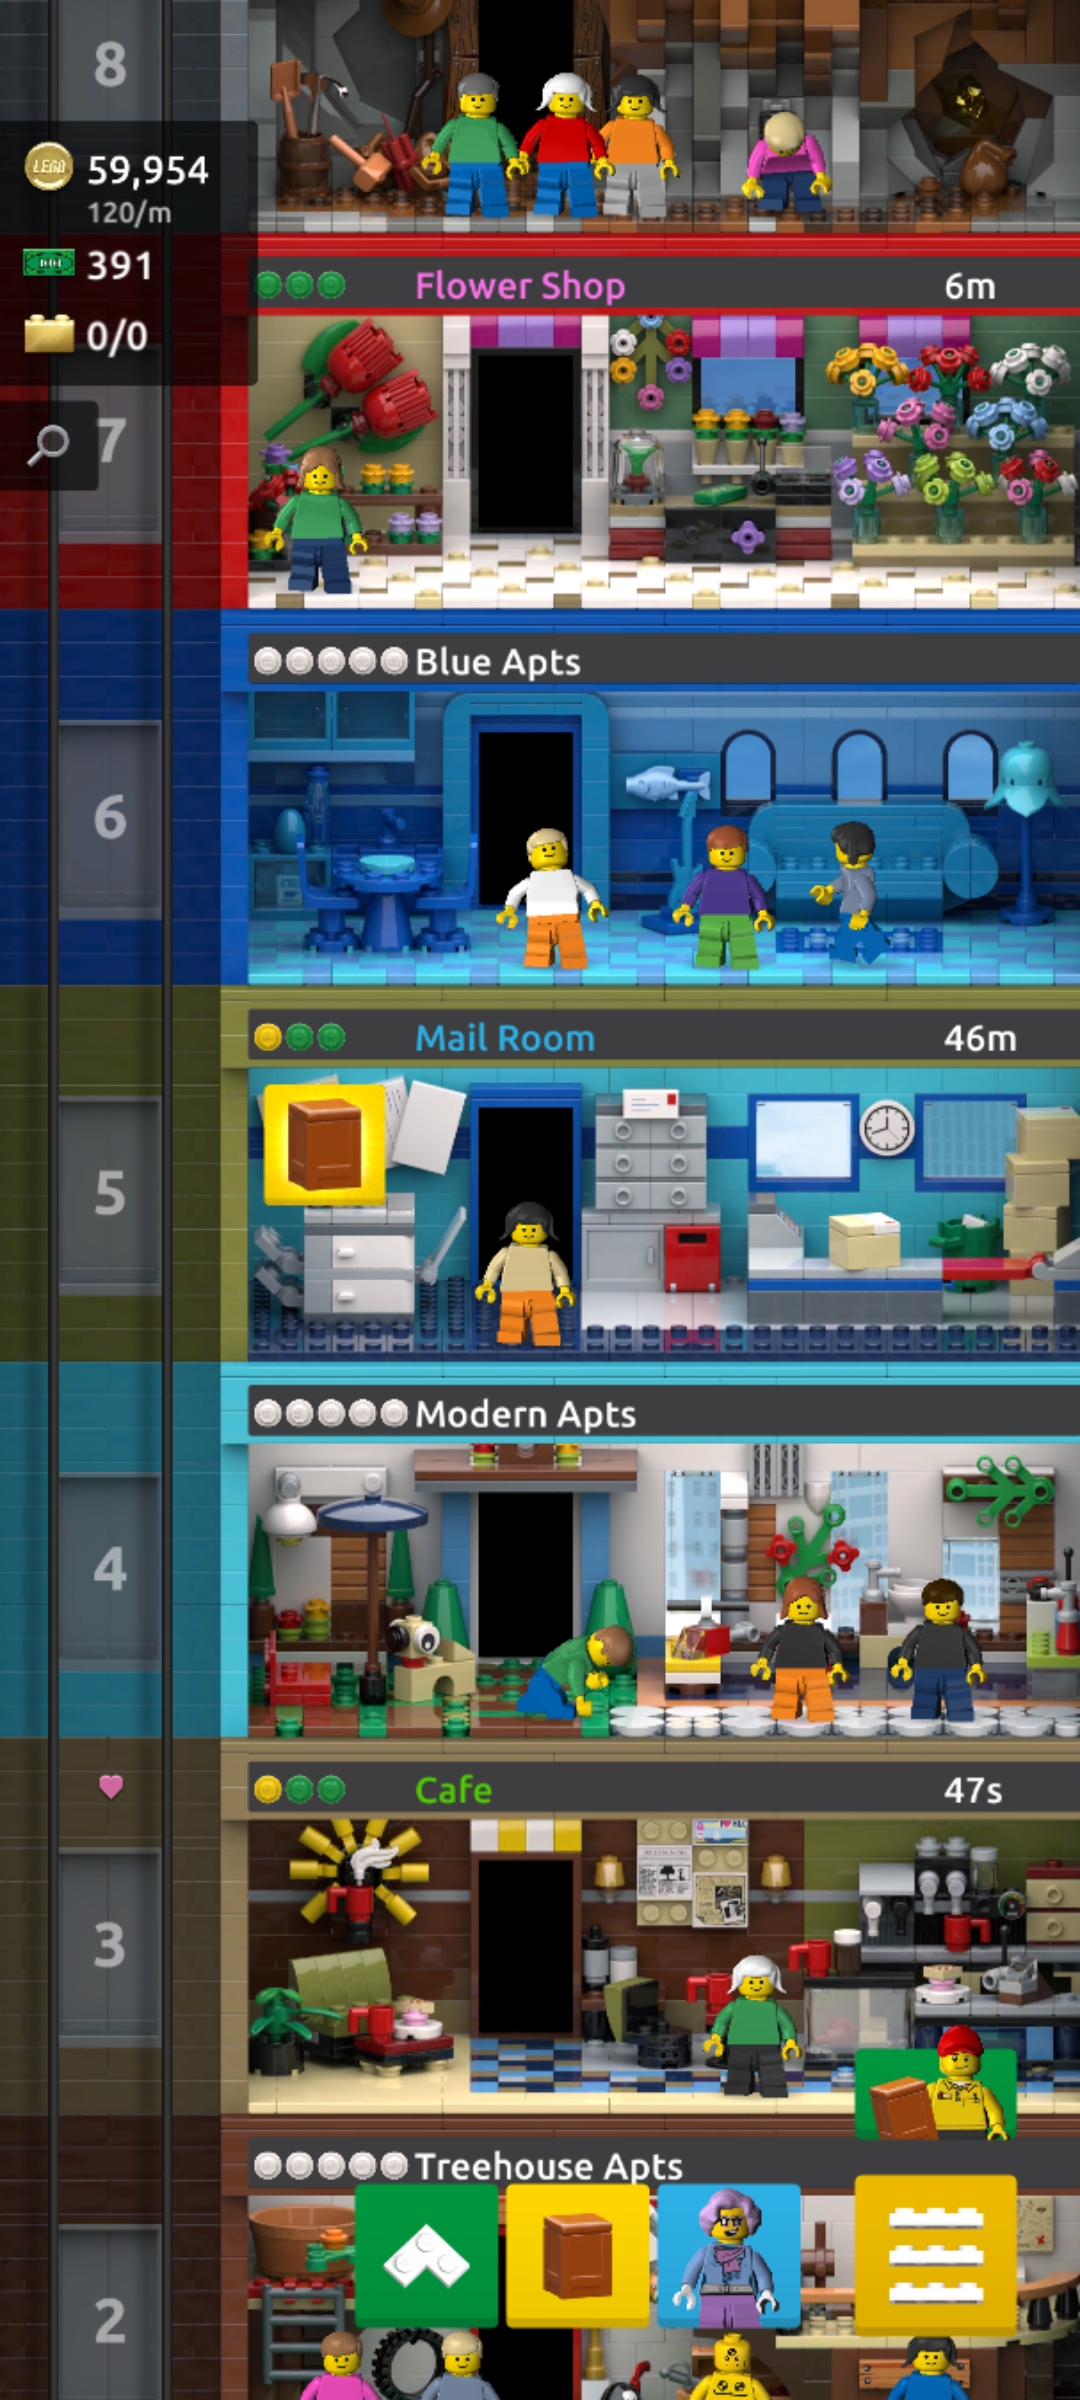 8
LEGO
59,954
120/m
391
0/0
Flower Shop 6m
7
Blue Apts
6
Mail Room 46m
5
Modern Apts
4
Cafe 47s
3
Treehouse Apts
2